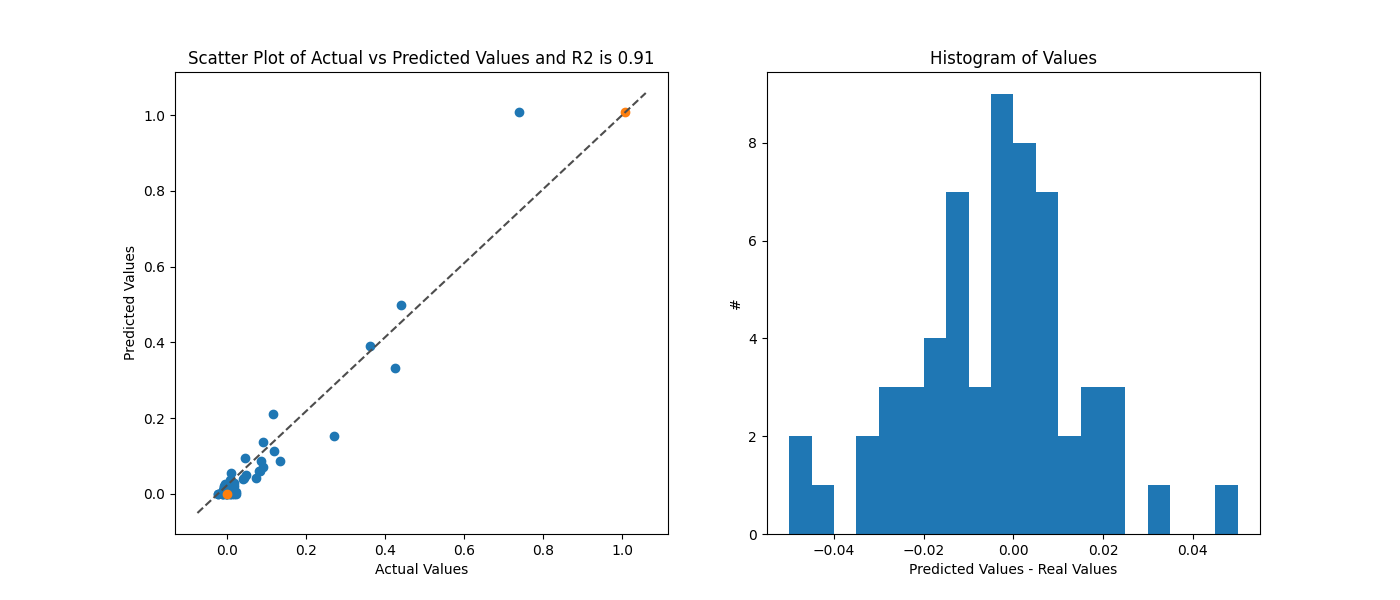 Scatter Plot of Actual vs Predicted Values and R2 is 0.91
1.0
0.8
0.6
0.4
0.2
0.0
Predicted Values
0.0 0.2 0.4 0.6 0.8 1.0
Actual Values
Histogram of Values
8
6
4
2
0
#
−0.04 −0.02 0.00 0.02 0.04
Predicted Values - Real Values